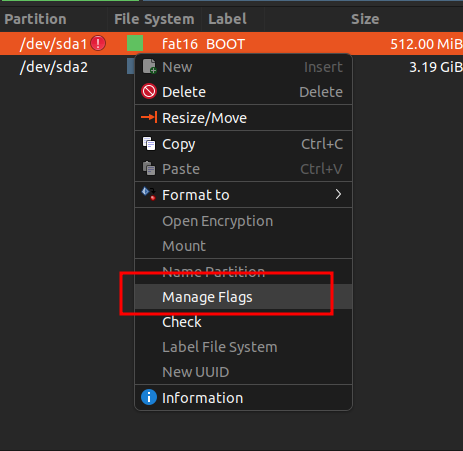 Partition File System Label Size
/dev/sda1 fat16 BOOT 512.00 MiB
/dev/sda2 3.19 GiB
New Insert
Delete Delete
Resize/Move
Copy Ctrl+C
Paste Ctrl+V
Format to
Open Encryption
Mount
Name Partition
Manage Flags
Check
Label File System
New UUID
Information